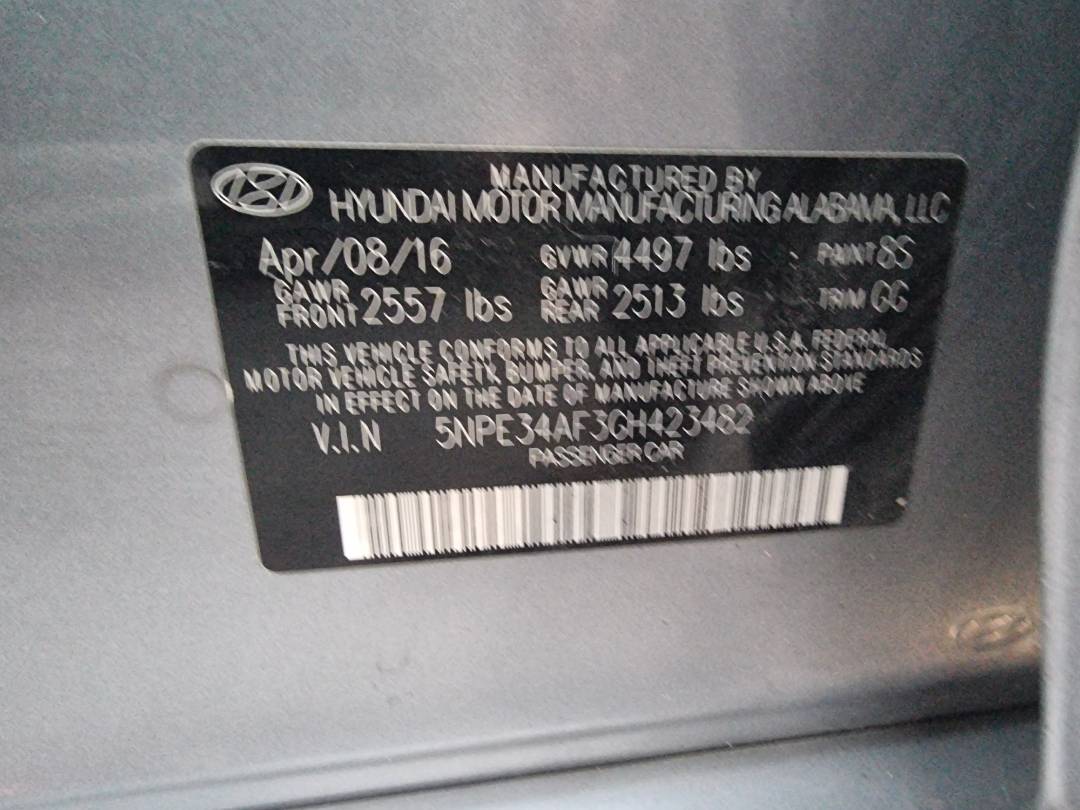 MANUFACTURED BY
HYUNDAI MOTOR MANUFACTURING ALABAMA, LLC
Apr/08/16 GVWR 4497 lbs PAINT 8S
GAWR FRONT 2557 lbs GAWR REAR 2513 lbs TRIM GG
THIS VEHICLE CONFORMS TO ALL APPLICABLE U.S.A. FEDERAL
MOTOR VEHICLE SAFETY, BUMPER, AND THEFT PREVENTION STANDARDS
IN EFFECT ON THE DATE OF MANUFACTURE SHOWN ABOVE
V.I.N 5NPE34AF3GH423482
PASSENGER CAR